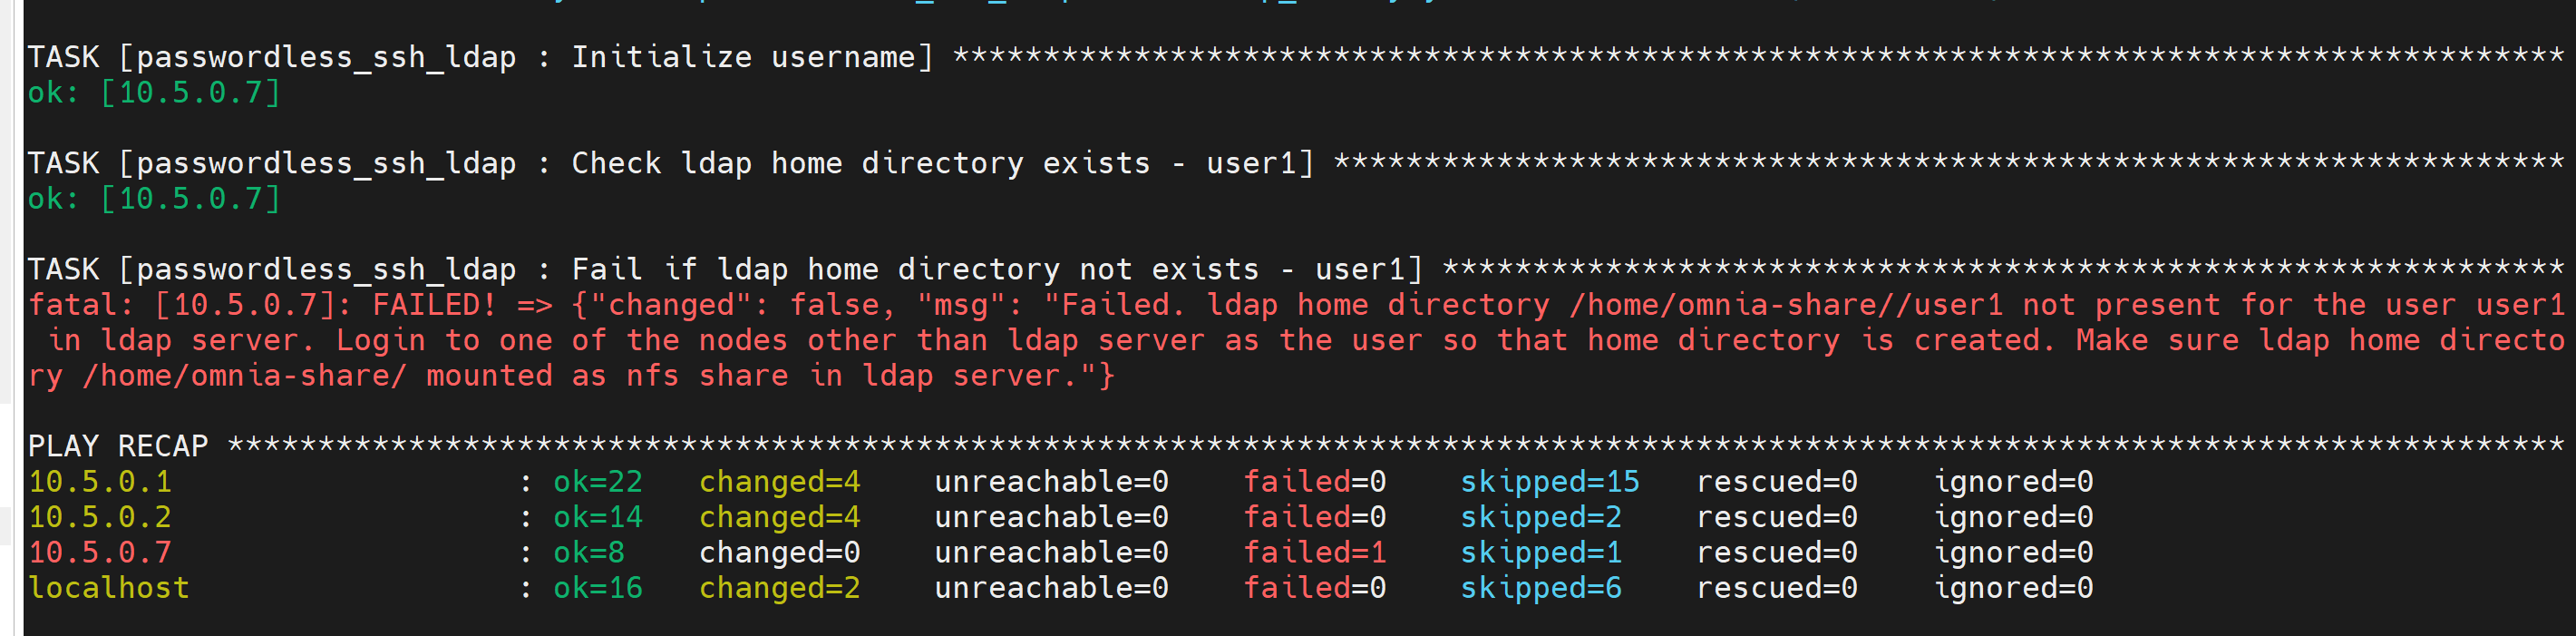 TASK [passwordless_ssh_ldap : Initialize username] *****************************************************************************************
ok: [10.5.0.7]
TASK [passwordless_ssh_ldap : Check ldap home directory exists - user1] ********************************************************************
ok: [10.5.0.7]
TASK [passwordless_ssh_ldap : Fail if ldap home directory not exists - user1] **************************************************************
fatal: [10.5.0.7]: FAILED! => {"changed": false, "msg": "Failed. ldap home directory /home/omnia-share//user1 not present for the user user1
 in ldap server. Login to one of the nodes other than ldap server as the user so that home directory is created. Make sure ldap home directo
ry /home/omnia-share/ mounted as nfs share in ldap server."}
PLAY RECAP *********************************************************************************************************************************
10.5.0.1                   : ok=22   changed=4    unreachable=0    failed=0    skipped=15   rescued=0    ignored=0
10.5.0.2                   : ok=14   changed=4    unreachable=0    failed=0    skipped=2    rescued=0    ignored=0
10.5.0.7                   : ok=8    changed=0    unreachable=0    failed=1    skipped=1    rescued=0    ignored=0
localhost                  : ok=16   changed=2    unreachable=0    failed=0    skipped=6    rescued=0    ignored=0